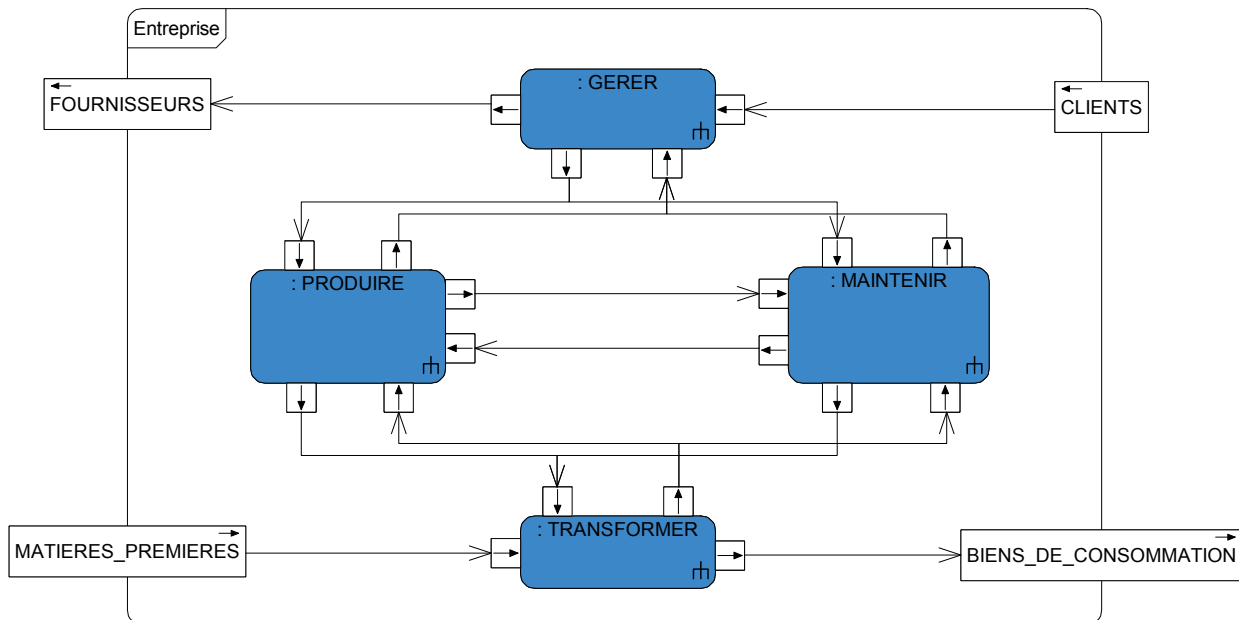 Entreprise
: GERER
FOURNISSEURS
CLIENTS
: PRODUIRE
: MAINTENIR
: TRANSFORMER
MATIERES_PREMIERES
BIENS_DE_CONSOMMATION